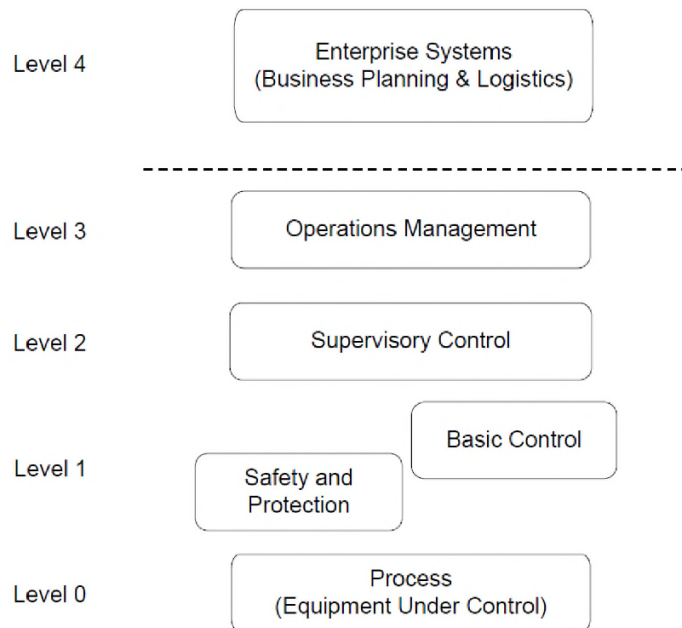 Level 4
Enterprise Systems
(Business Planning & Logistics)
Level 3
Operations Management
Level 2
Supervisory Control
Level 1
Basic Control
Safety and
Protection
Level 0
Process
(Equipment Under Control)